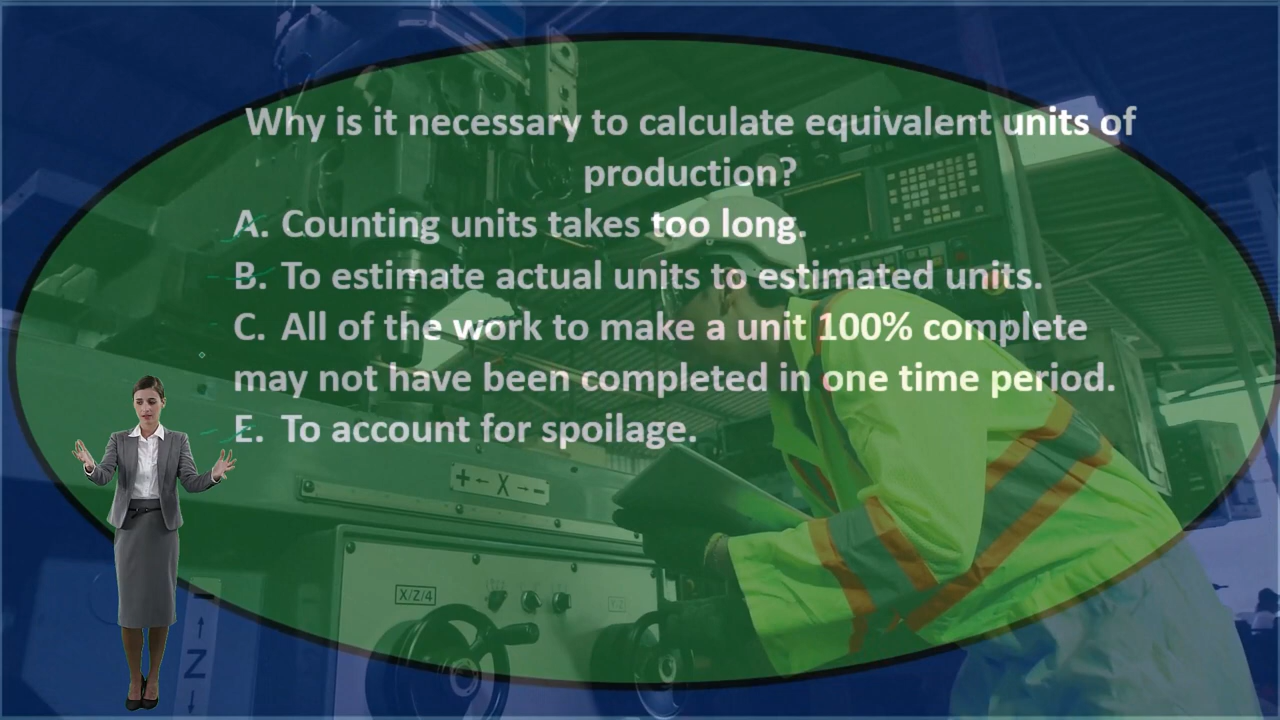 Why is it necessary to calculate equivalent units of
production?
A. Counting units takes too long.
B. To estimate actual units to estimated units.
C. All of the work to make a unit 100% complete
may not have been completed in one time period.
E. To account for spoilage.
+ ← X → −
X/Z/4
X/Z
↑
Z
↓